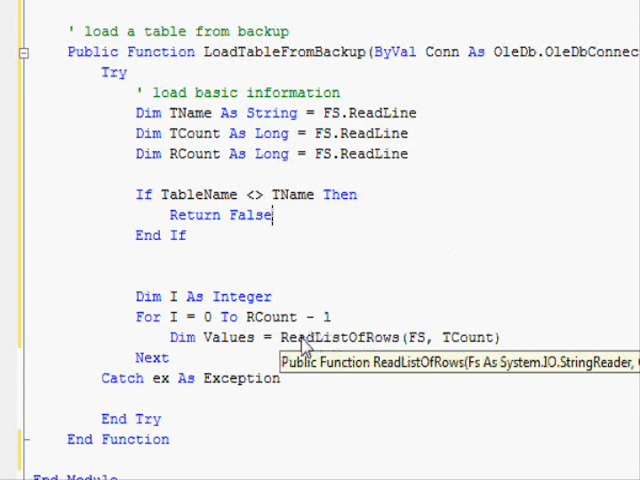 ' load a table from backup
Public Function LoadTableFromBackup(ByVal Conn As OleDb.OleDbConnec
Try
' load basic information
Dim TName As String = FS.ReadLine
Dim TCount As Long = FS.ReadLine
Dim RCount As Long = FS.ReadLine
If TableName <> TName Then
Return False
End If
Dim I As Integer
For I = 0 To RCount - 1
Dim Values = ReadListOfRows(FS, TCount)
Next
Public Function ReadListOfRows(Fs As System.IO.StringReader,
Catch ex As Exception
End Try
End Function
End Module